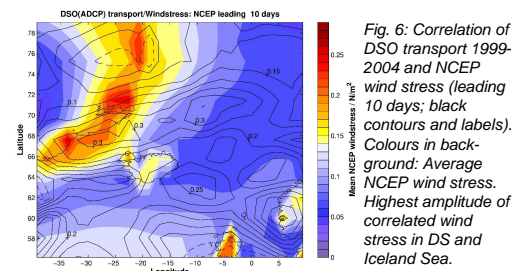 DSO(ADCP) transport/Windstress: NCEP leading 10 days
78
76
74
72
70
68
66
64
62
60
58
Latitude
−35
−30
−25
−20
−15
−10
−5
0
5
Longitude
0.15
0.1
0.3
0.3
0.3
0.2
0.25
0.2
0.25
0.2
0.15
0.1
0.05
0
Mean NCEP windstress / N/m²
Fig. 6: Correlation of
DSO transport 1999-
2004 and NCEP
wind stress (leading
10 days; black
contours and labels).
Colours in back-
ground: Average
NCEP wind stress.
Highest amplitude of
correlated wind
stress in DS and
Iceland Sea.